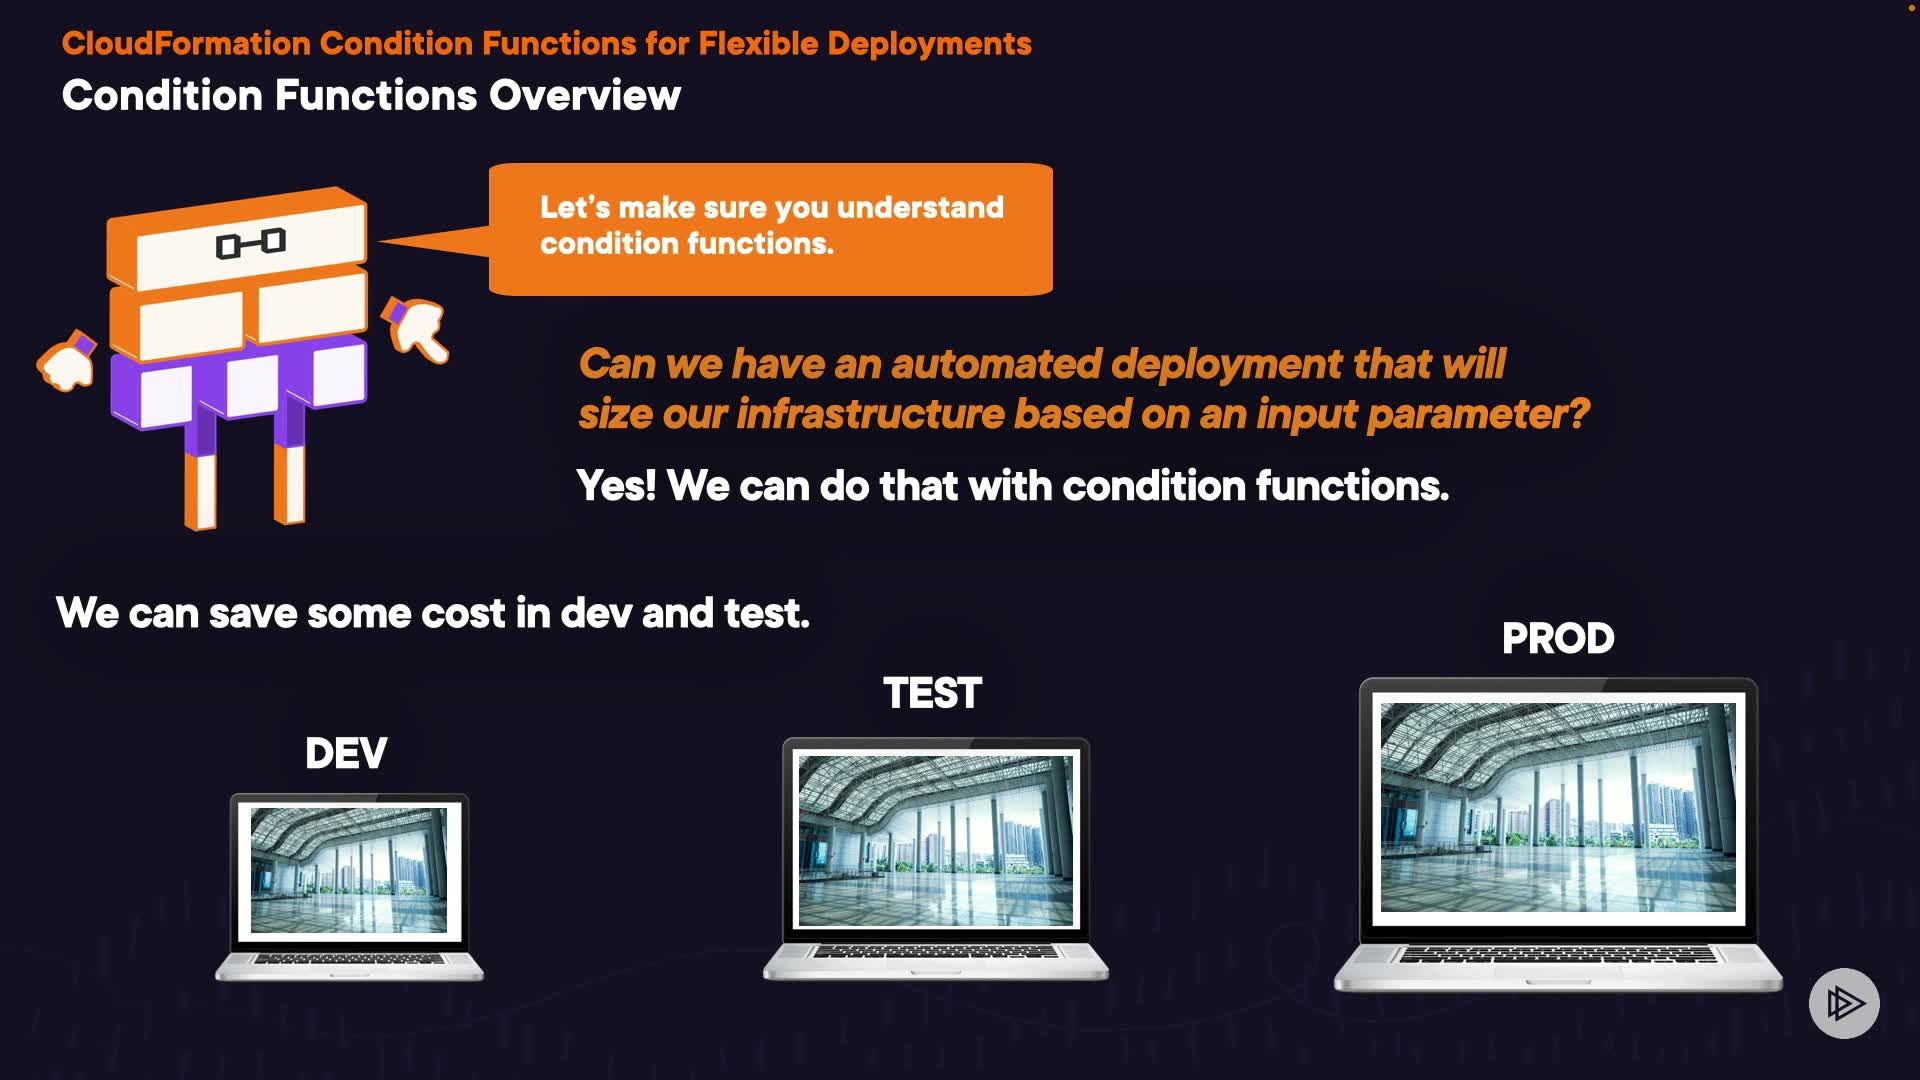 CloudFormation Condition Functions for Flexible Deployments
Condition Functions Overview
Let’s make sure you understand
condition functions.
Can we have an automated deployment that will
size our infrastructure based on an input parameter?
Yes! We can do that with condition functions.
We can save some cost in dev and test.
DEV
TEST
PROD